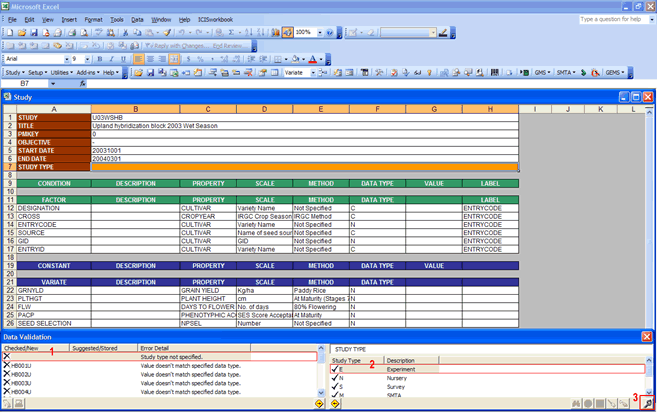 Microsoft Excel
File Edit View Insert Format Tools Data Window Help ICISworkbook
Type a question for help
100%
Reply with Changes... End Review...
Arial 9 B I U
Study Setup Utilities Add-ins Help Variate GMS SMTA GEMS
B7 fx
Study
A B C D E F G H I J K L
1 STUDY U03WSHB
2 TITLE Upland hybridization block 2003 Wet Season
3 PMKEY 0
4 OBJECTIVE -
5 START DATE 20031001
6 END DATE 20040301
7 STUDY TYPE
8
9 CONDITION DESCRIPTION PROPERTY SCALE METHOD DATA TYPE VALUE LABEL
10
11 FACTOR DESCRIPTION PROPERTY SCALE METHOD DATA TYPE LABEL
12 DESIGNATION CULTIVAR Variety Name Not Specified C ENTRYCODE
13 CROSS CROPYEAR IRGC Crop Season IRGC Method C ENTRYCODE
14 ENTRYCODE CULTIVAR Variety Name Not Specified N ENTRYCODE
15 SOURCE CULTIVAR Name of seed sour Not Specified C ENTRYCODE
16 GID CULTIVAR GID Not Specified N ENTRYCODE
17 ENTRYID CULTIVAR Variety Name Not Specified C ENTRYCODE
18
19 CONSTANT DESCRIPTION PROPERTY SCALE METHOD DATA TYPE VALUE
20
21 VARIATE DESCRIPTION PROPERTY SCALE METHOD DATA TYPE
22 GRNYLD GRAIN YIELD Kg/ha Paddy Rice N
23 PLTHGT PLANT HEIGHT cm At Maturity (Stages 7 N
24 FLW DAYS TO FLOWER No. of days 80% Flowering N
25 PACP PHENOTYPIC AC SES Score Acceptab At Maturity N
26 SEED SELECTION NPSEL Number Not Specified N
Data Validation
Checked/New Suggested/Stored Error Detail
1
Study type not specified.
HB001U Value doesn't match specified data type.
HB002U Value doesn't match specified data type.
HB003U Value doesn't match specified data type.
HB004U Value doesn't match specified data type.
STUDY TYPE
Study Type Description
2
E Experiment
N Nursery
S Survey
M SMTA
3